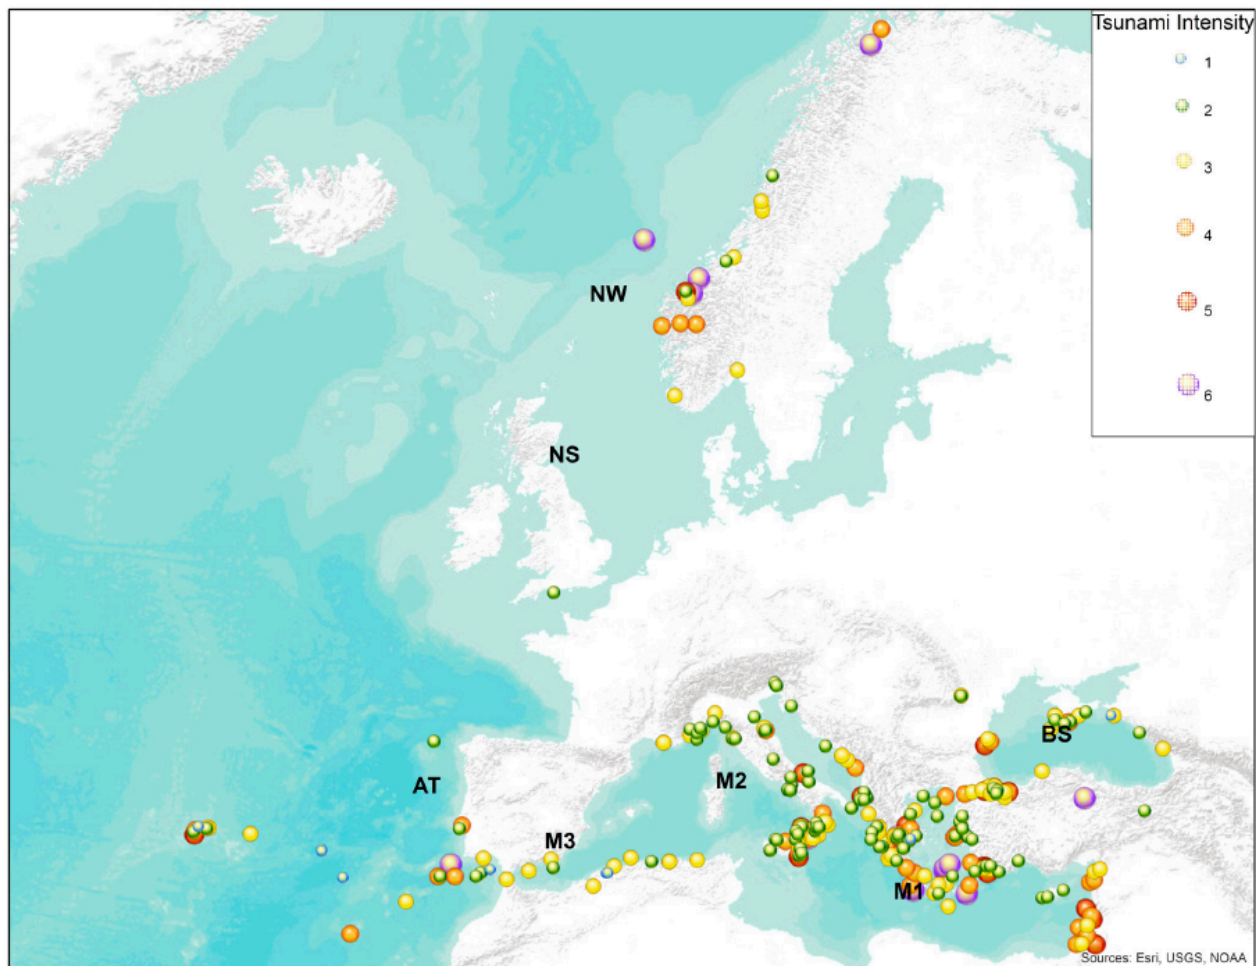 Tsunami Intensity
1
2
3
4
5
6
NW
NS
BS
M2
AT
M3
M1
Sources: Esri, USGS, NOAA